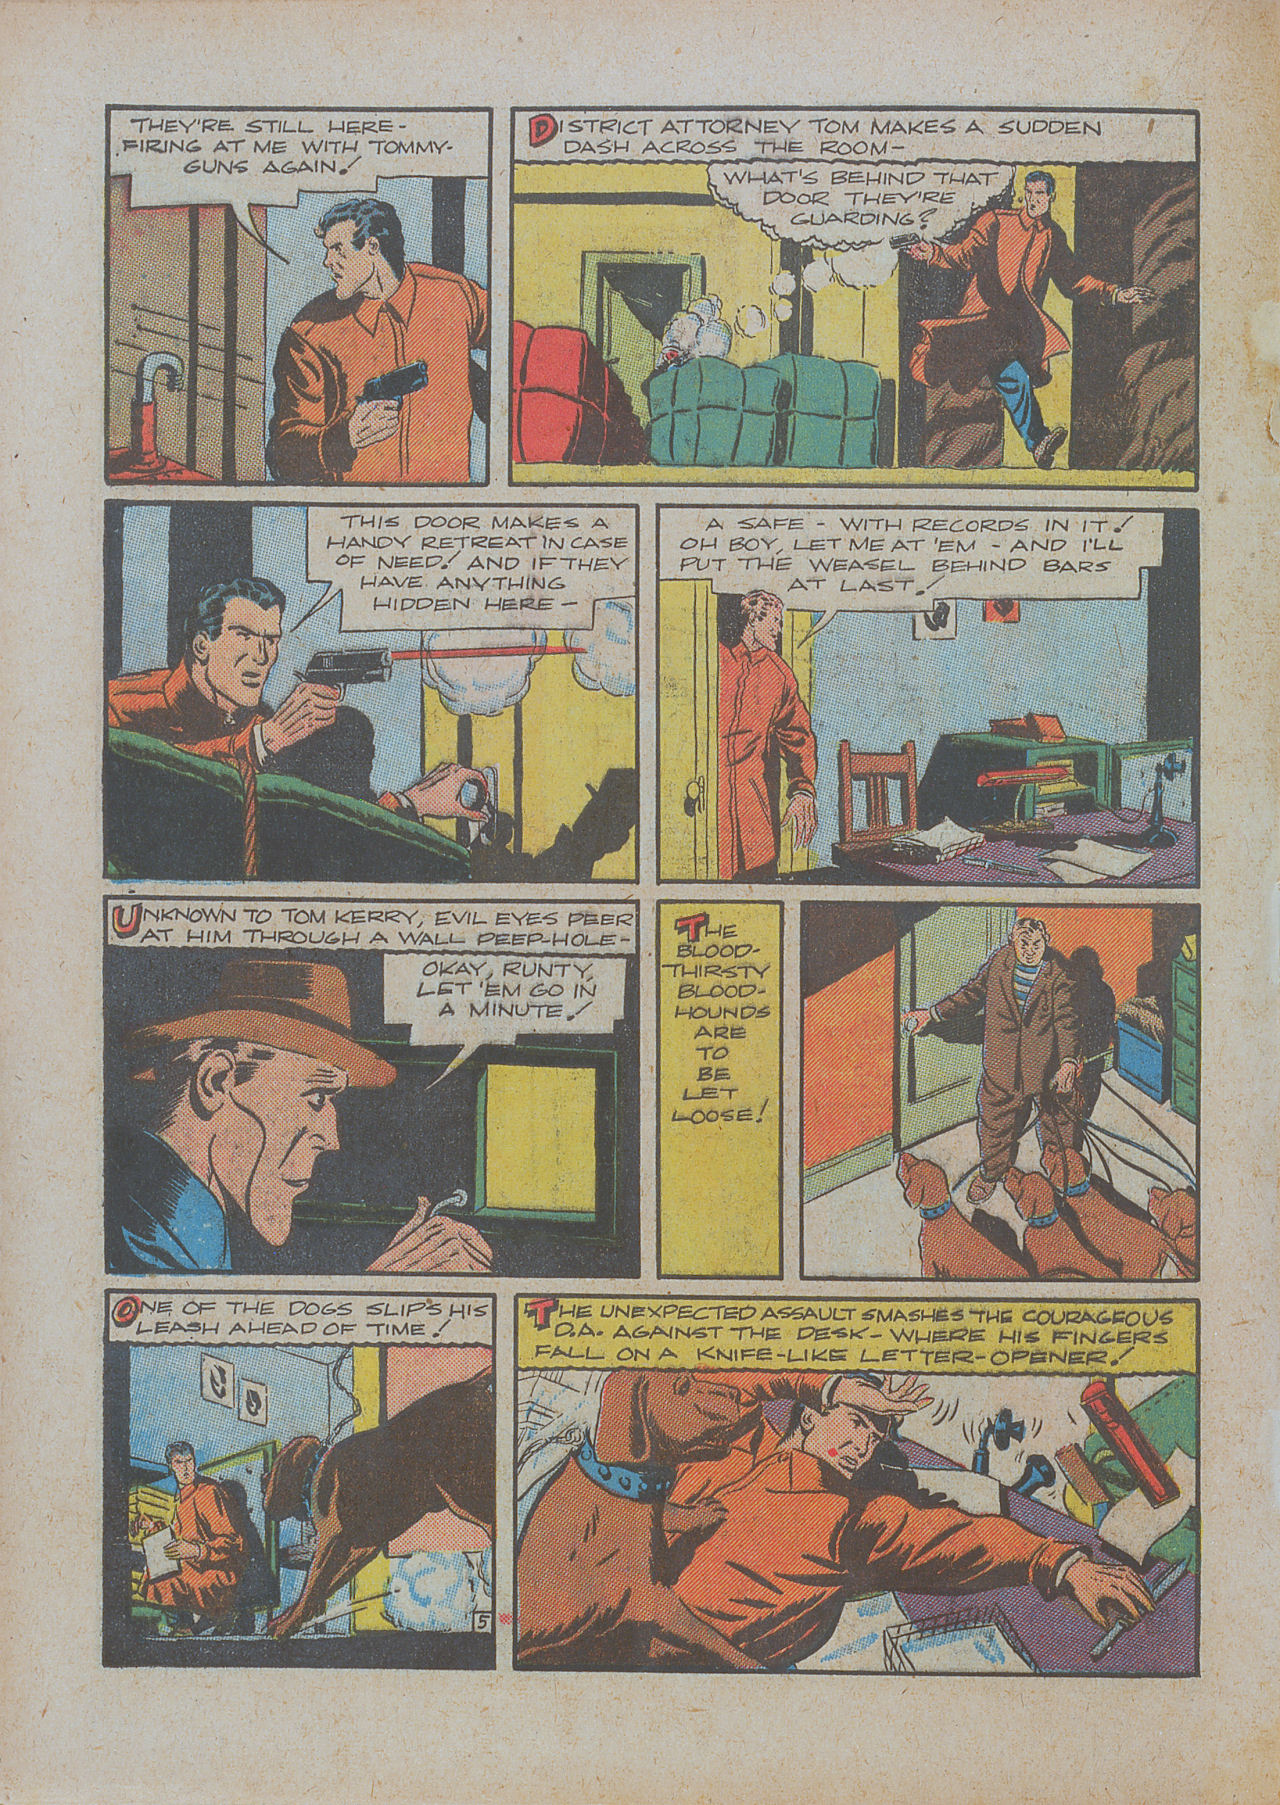 THEY'RE STILL HERE-
FIRING AT ME WITH TOMMY-
GUNS AGAIN!
DISTRICT ATTORNEY TOM MAKES A SUDDEN
DASH ACROSS THE ROOM-
WHAT'S BEHIND THAT
DOOR THEY'RE
GUARDING?
THIS DOOR MAKES A
HANDY RETREAT IN CASE
OF NEED! AND IF THEY
HAVE ANYTHING
HIDDEN HERE-
A SAFE - WITH RECORDS IN IT!
OH BOY, LET ME AT 'EM - AND I'LL
PUT THE WEASEL BEHIND BARS
AT LAST!
UNKNOWN TO TOM KERRY, EVIL EYES PEER
AT HIM THROUGH A WALL PEEP-HOLE-
OKAY, RUNTY,
LET 'EM GO IN
A MINUTE!
THE
BLOOD-
THIRSTY
BLOOD-
HOUNDS
ARE
TO
BE
LET
LOOSE!
ONE OF THE DOGS SLIPS HIS
LEASH AHEAD OF TIME!
5
THE UNEXPECTED ASSAULT SMASHES THE COURAGEOUS
D.A. AGAINST THE DESK-WHERE HIS FINGERS
FALL ON A KNIFE-LIKE LETTER-OPENER!